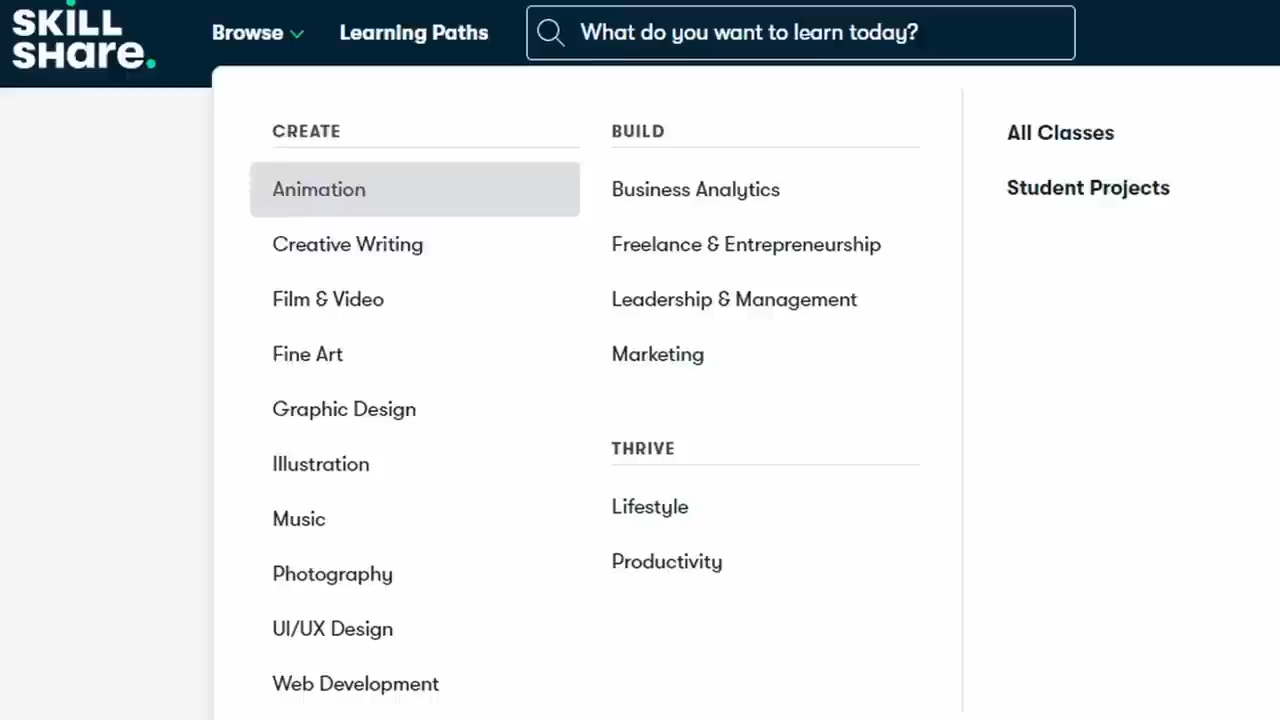 SKILL
SHare.
Browse
Learning Paths
What do you want to learn today?
CREATE
Animation
Creative Writing
Film & Video
Fine Art
Graphic Design
Illustration
Music
Photography
UI/UX Design
Web Development
BUILD
Business Analytics
Freelance & Entrepreneurship
Leadership & Management
Marketing
THRIVE
Lifestyle
Productivity
All Classes
Student Projects